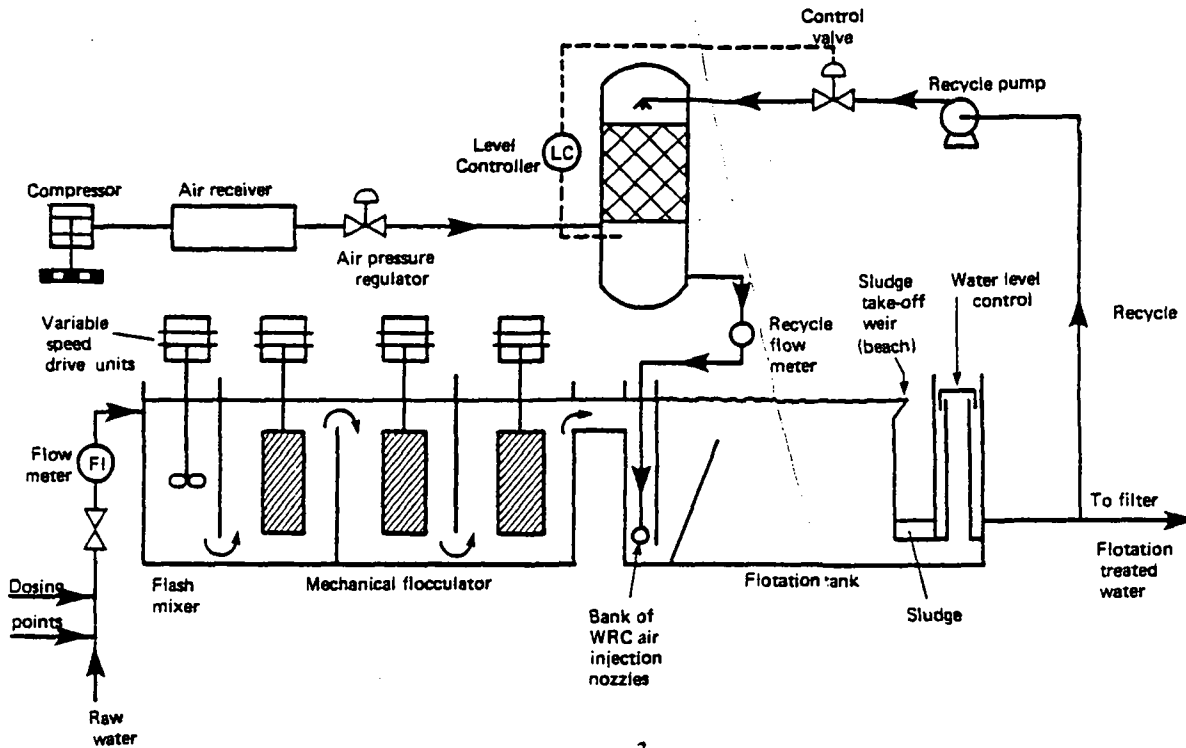 Control
valve
Recycle pump
Level
Controller
LC
Compressor
Air receiver
Air pressure
regulator
Variable
speed
drive units
Recycle
flow
meter
Sludge
take-off
weir
(beach)
Water level
control
Recycle
Flow
meter
FI
To filter
Flotation
treated
water
Dosing
points
Flash
mixer
Mechanical flocculator
Flotation tank
Sludge
Bank of
WRC air
injection
nozzles
Raw
water